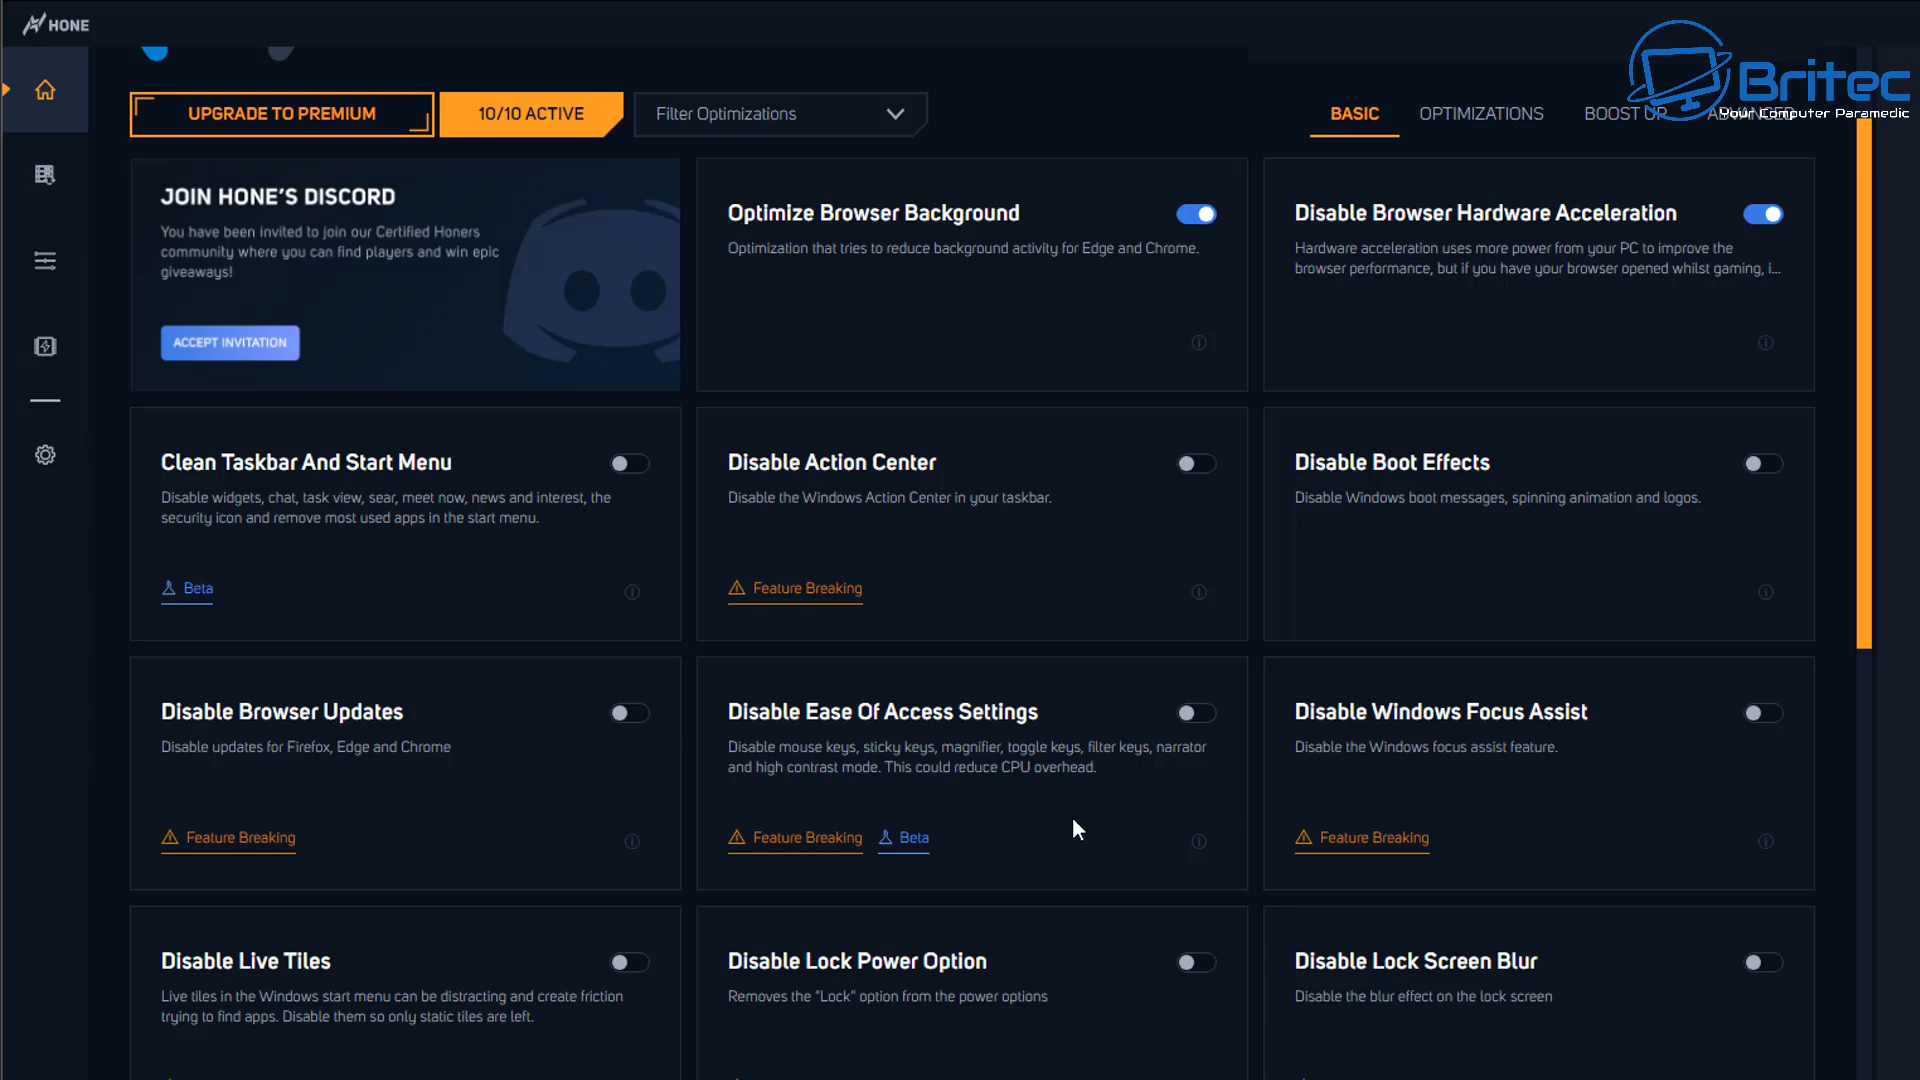 HONE
Britec
Your Computer Paramedic
UPGRADE TO PREMIUM
10/10 ACTIVE
Filter Optimizations
BASIC
OPTIMIZATIONS
BOOST UP
ADVANCED
JOIN HONE'S DISCORD
You have been invited to join our Certified Honers
community where you can find players and win epic
giveaways!
ACCEPT INVITATION
Optimize Browser Background
Optimization that tries to reduce background activity for Edge and Chrome.
Disable Browser Hardware Acceleration
Hardware acceleration uses more power from your PC to improve the
browser performance, but if you have your browser opened whilst gaming, i...
Clean Taskbar And Start Menu
Disable widgets, chat, task view, sear, meet now, news and interest, the
security icon and remove most used apps in the start menu.
Beta
Disable Action Center
Disable the Windows Action Center in your taskbar.
Feature Breaking
Disable Boot Effects
Disable Windows boot messages, spinning animation and logos.
Disable Browser Updates
Disable updates for Firefox, Edge and Chrome
Feature Breaking
Disable Ease Of Access Settings
Disable mouse keys, sticky keys, magnifier, toggle keys, filter keys, narrator
and high contrast mode. This could reduce CPU overhead.
Feature Breaking
Beta
Disable Windows Focus Assist
Disable the Windows focus assist feature.
Feature Breaking
Disable Live Tiles
Live tiles in the Windows start menu can be distracting and create friction
trying to find apps. Disable them so only static tiles are left.
Disable Lock Power Option
Removes the "Lock" option from the power options
Disable Lock Screen Blur
Disable the blur effect on the lock screen